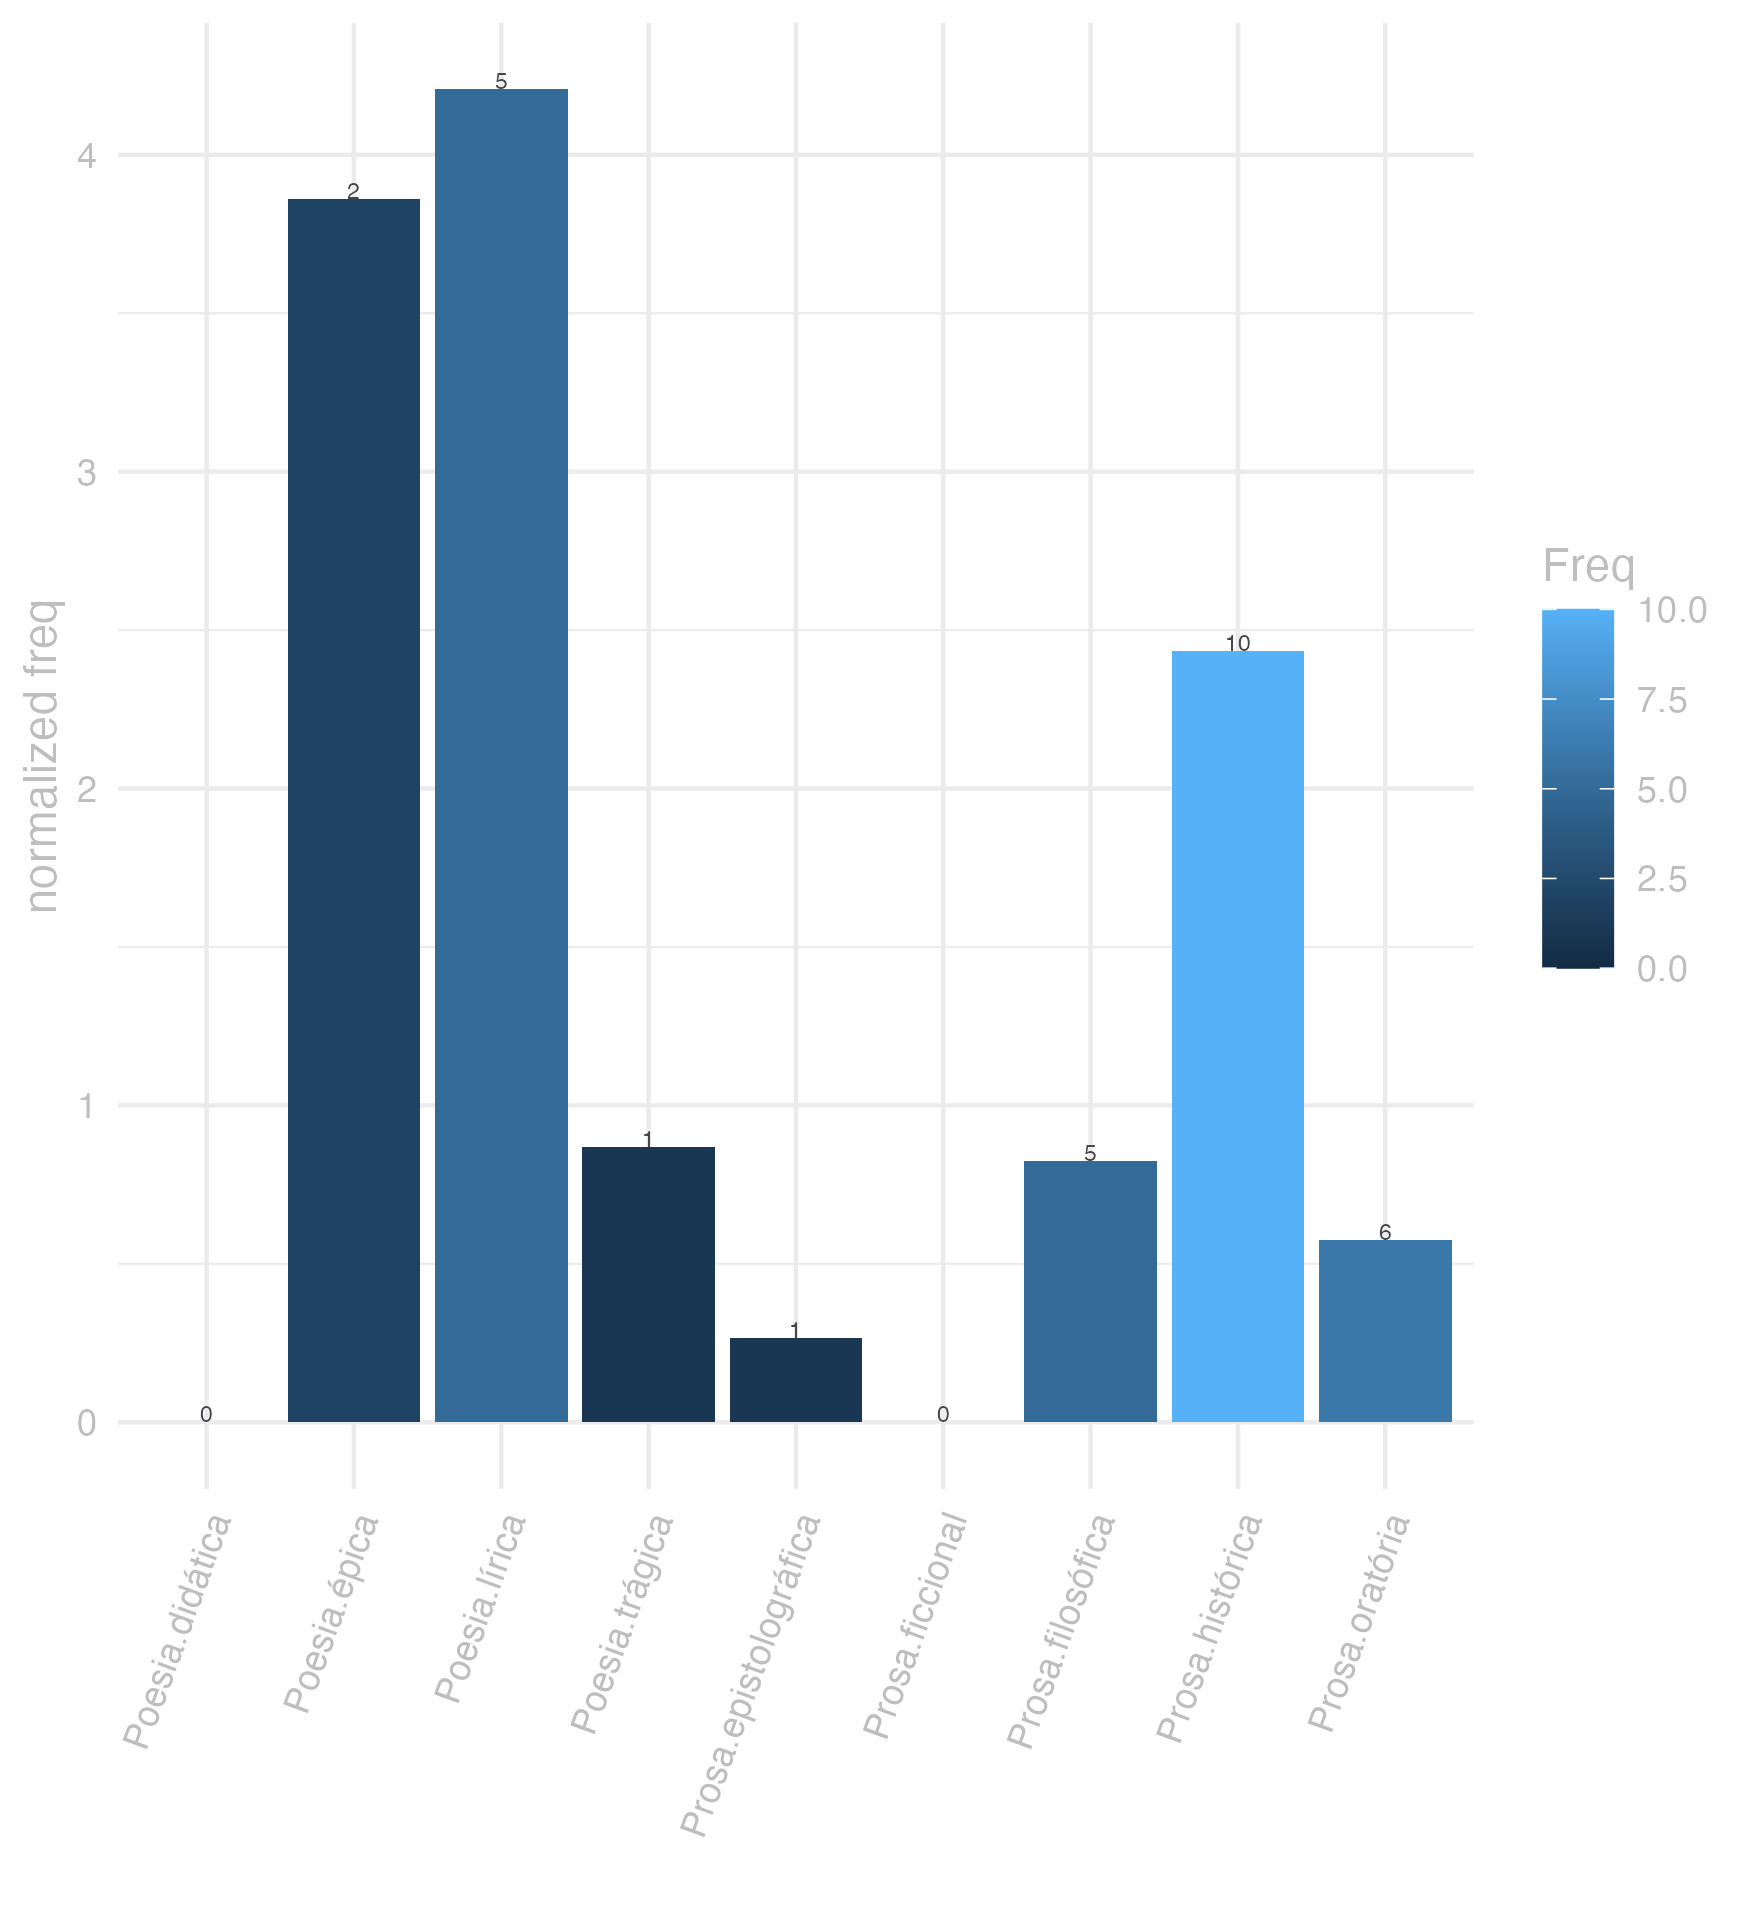 5
4
2
3
10
2
1
1
5
6
1
0
0
0
normalized freq
Poesia.didática
Poesia.épica
Poesia.lírica
Poesia.trágica
Prosa.epistolográfica
Prosa.ficcional
Prosa.filosófica
Prosa.histórica
Prosa.oratória
Freq
10.0
7.5
5.0
2.5
0.0